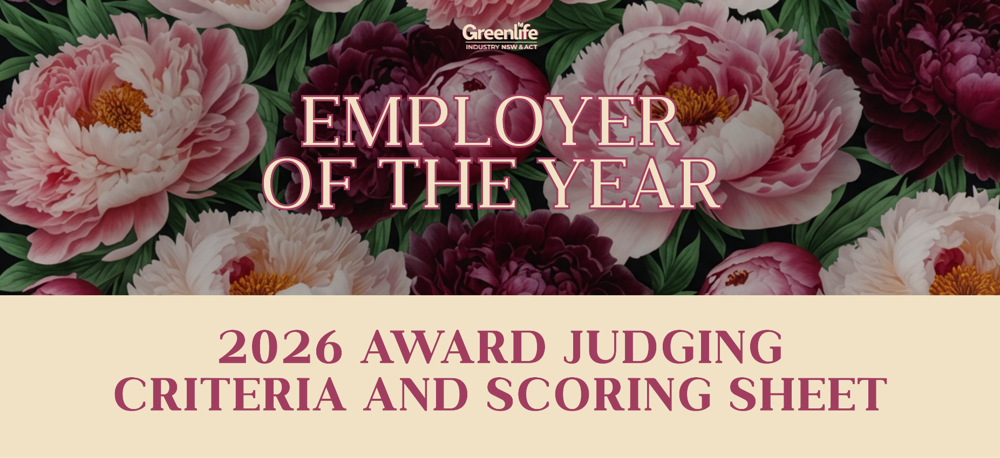 Greenlife
INDUSTRY NSW & ACT
EMPLOYER
OF THE YEAR
2026 AWARD JUDGING
CRITERIA AND SCORING SHEET